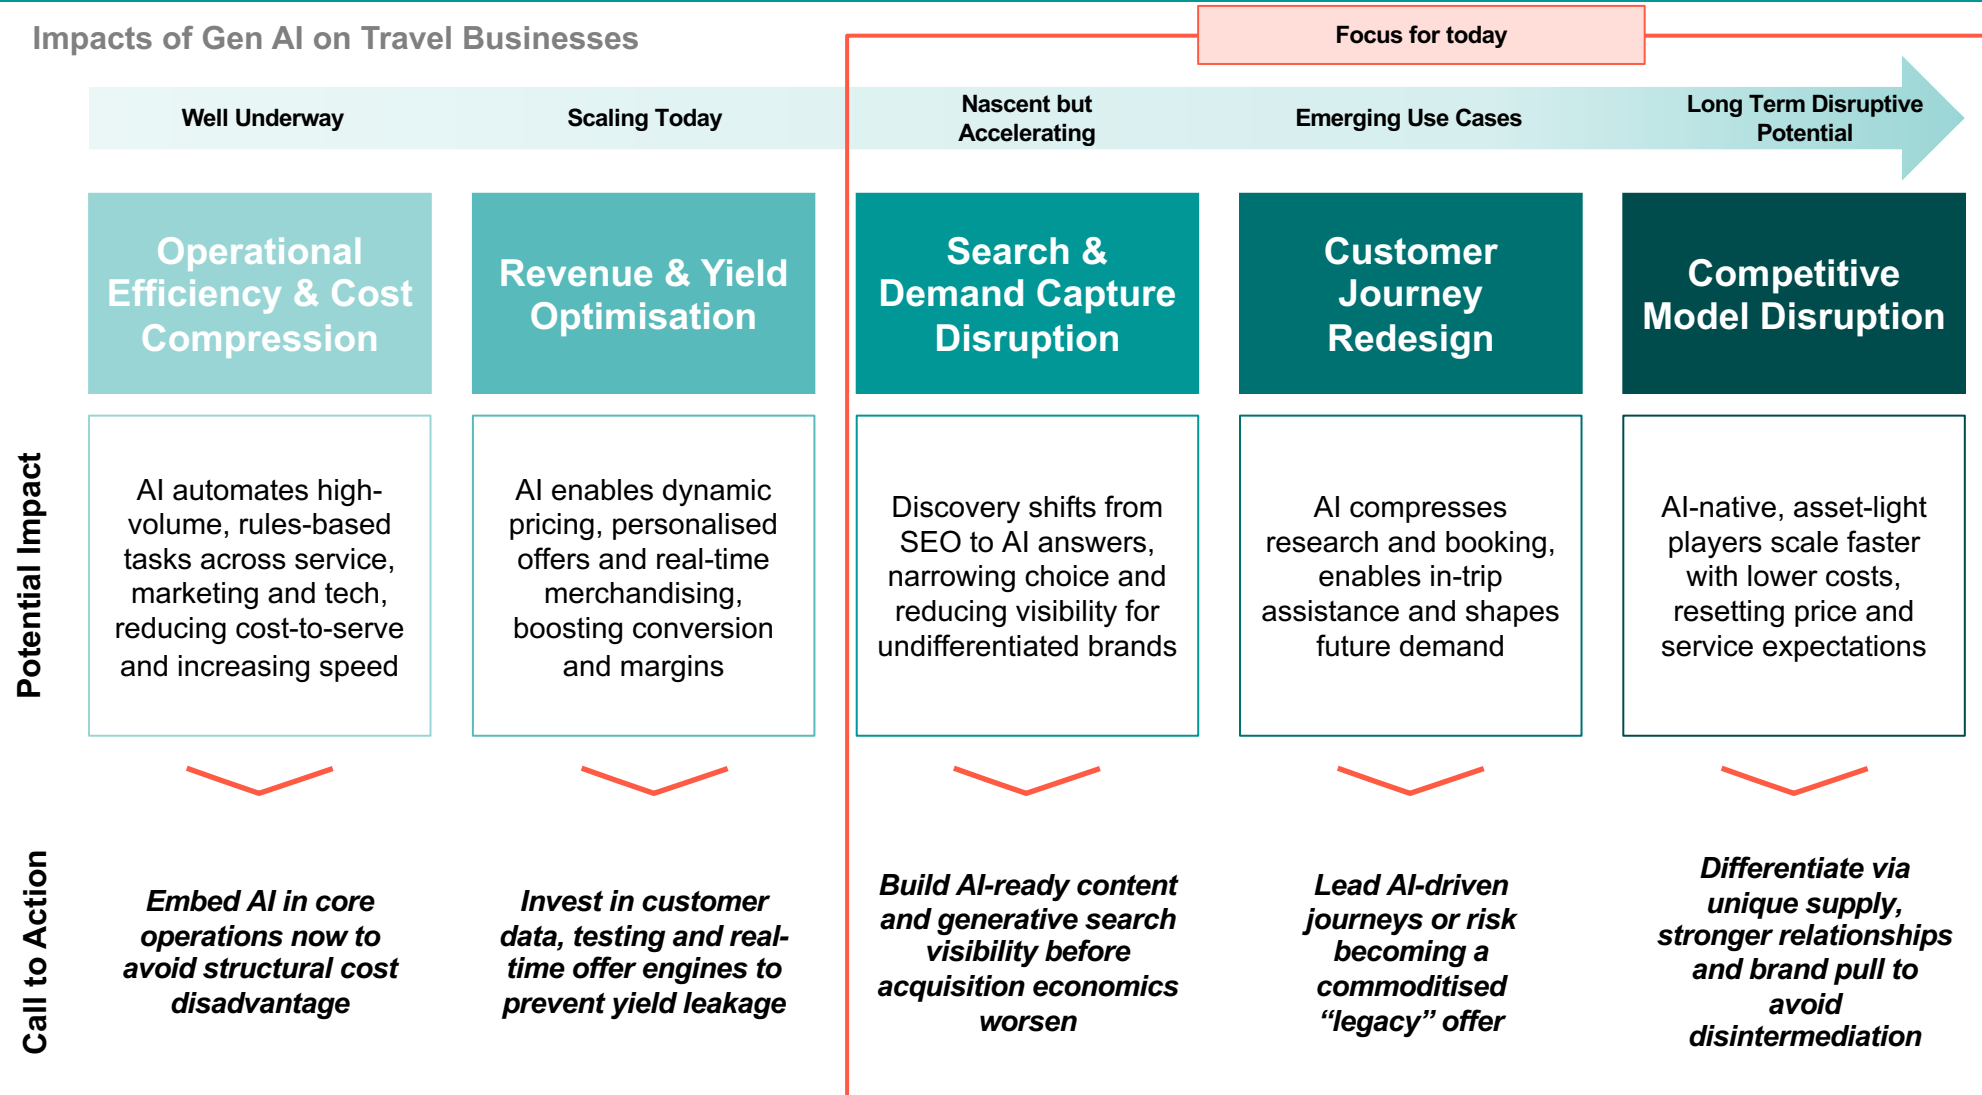 Impacts of Gen AI on Travel Businesses
Focus for today
Well Underway
Scaling Today
Nascent but
Accelerating
Emerging Use Cases
Long Term Disruptive
Potential
Operational
Efficiency & Cost
Compression
Revenue & Yield
Optimisation
Search &
Demand Capture
Disruption
Customer
Journey
Redesign
Competitive
Model Disruption
Potential Impact
AI automates high-
volume, rules-based
tasks across service,
marketing and tech,
reducing cost-to-serve
and increasing speed
AI enables dynamic
pricing, personalised
offers and real-time
merchandising,
boosting conversion
and margins
Discovery shifts from
SEO to AI answers,
narrowing choice and
reducing visibility for
undifferentiated brands
AI compresses
research and booking,
enables in-trip
assistance and shapes
future demand
AI-native, asset-light
players scale faster
with lower costs,
resetting price and
service expectations
Call to Action
Embed AI in core
operations now to
avoid structural cost
disadvantage
Invest in customer
data, testing and real-
time offer engines to
prevent yield leakage
Build AI-ready content
and generative search
visibility before
acquisition economics
worsen
Lead AI-driven
journeys or risk
becoming a
commoditised
“legacy” offer
Differentiate via
unique supply,
stronger relationships
and brand pull to
avoid
disintermediation